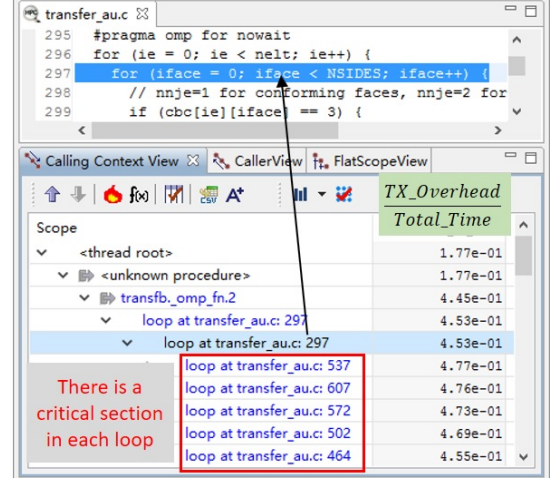 transfer_au.c
295 #pragma omp for nowait
296 for (ie = 0; ie < nelt; ie++) {
297 for (iface = 0; iface < NSIDES; iface++) {
298 // nnje=1 for conforming faces, nnje=2 for
299 if (cbc[ie][iface] == 3) {
Calling Context View CallerView FlatScopeView
f(x) CSV A+
TX_Overhead
Total_Time
Scope
<thread root> 1.77e-01
<unknown procedure> 1.77e-01
transfb._omp_fn.2 4.45e-01
loop at transfer_au.c: 297 4.53e-01
loop at transfer_au.c: 297 4.53e-01
loop at transfer_au.c: 537 4.77e-01
loop at transfer_au.c: 607 4.76e-01
loop at transfer_au.c: 572 4.73e-01
loop at transfer_au.c: 502 4.69e-01
loop at transfer_au.c: 464 4.55e-01
There is a
critical section
in each loop